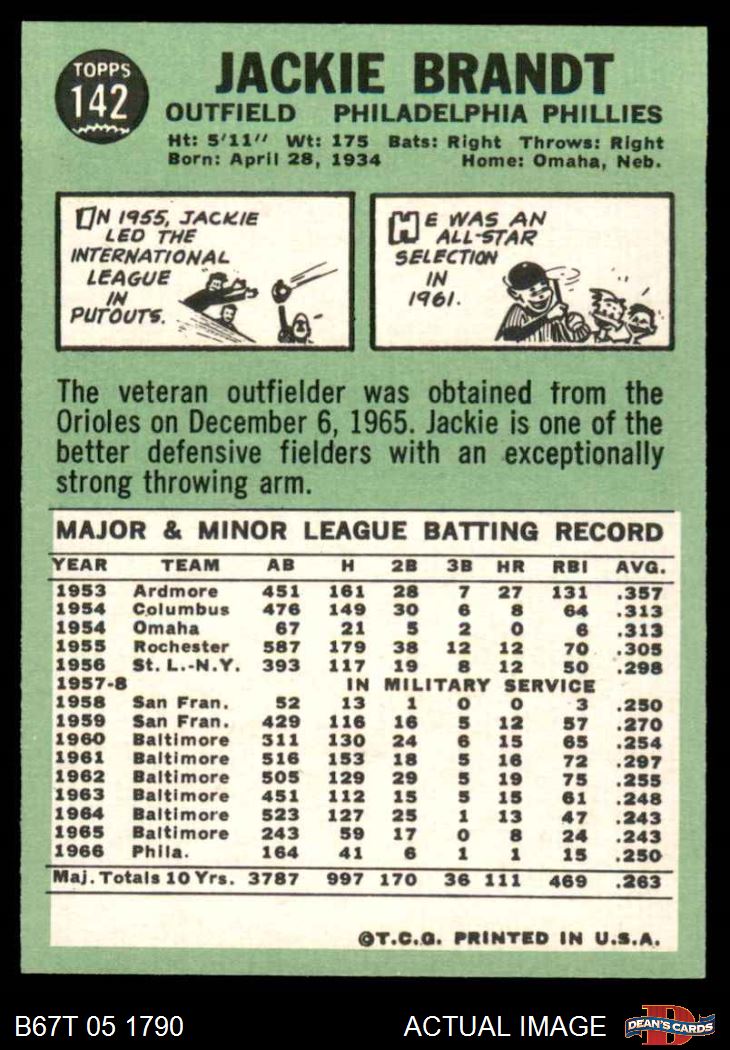 TOPPS
142
JACKIE BRANDT
OUTFIELD PHILADELPHIA PHILLIES
Ht: 5'11" Wt: 175 Bats: Right Throws: Right
Born: April 28, 1934 Home: Omaha, Neb.
IN 1955, JACKIE
LED THE
INTERNATIONAL
LEAGUE
IN
PUTOUTS.
HE WAS AN
ALL-STAR
SELECTION
IN
1961.
The veteran outfielder was obtained from the
Orioles on December 6, 1965. Jackie is one of the
better defensive fielders with an exceptionally
strong throwing arm.
MAJOR & MINOR LEAGUE BATTING RECORD
YEAR TEAM AB H 2B 3B HR RBI AVG.
1953 Ardmore 451 161 28 7 27 131 .357
1954 Columbus 476 149 30 6 8 64 .313
1954 Omaha 67 21 5 2 0 6 .313
1955 Rochester 587 179 38 12 12 70 .305
1956 St. L.-N.Y. 393 117 19 8 12 50 .298
1957-8 IN MILITARY SERVICE
1958 San Fran. 52 13 1 0 0 3 .250
1959 San Fran. 429 116 16 5 12 57 .270
1960 Baltimore 511 130 24 6 15 65 .254
1961 Baltimore 516 153 18 5 16 72 .297
1962 Baltimore 505 129 29 5 19 75 .255
1963 Baltimore 451 112 15 5 15 61 .248
1964 Baltimore 523 127 25 1 13 47 .243
1965 Baltimore 243 59 17 0 8 24 .243
1966 Phila. 164 41 6 1 1 15 .250
Maj. Totals 10 Yrs. 3787 997 170 36 111 469 .263
©T.C.G. PRINTED IN U.S.A.
B67T 05 1790 ACTUAL IMAGE
D
DEAN'S CARDS